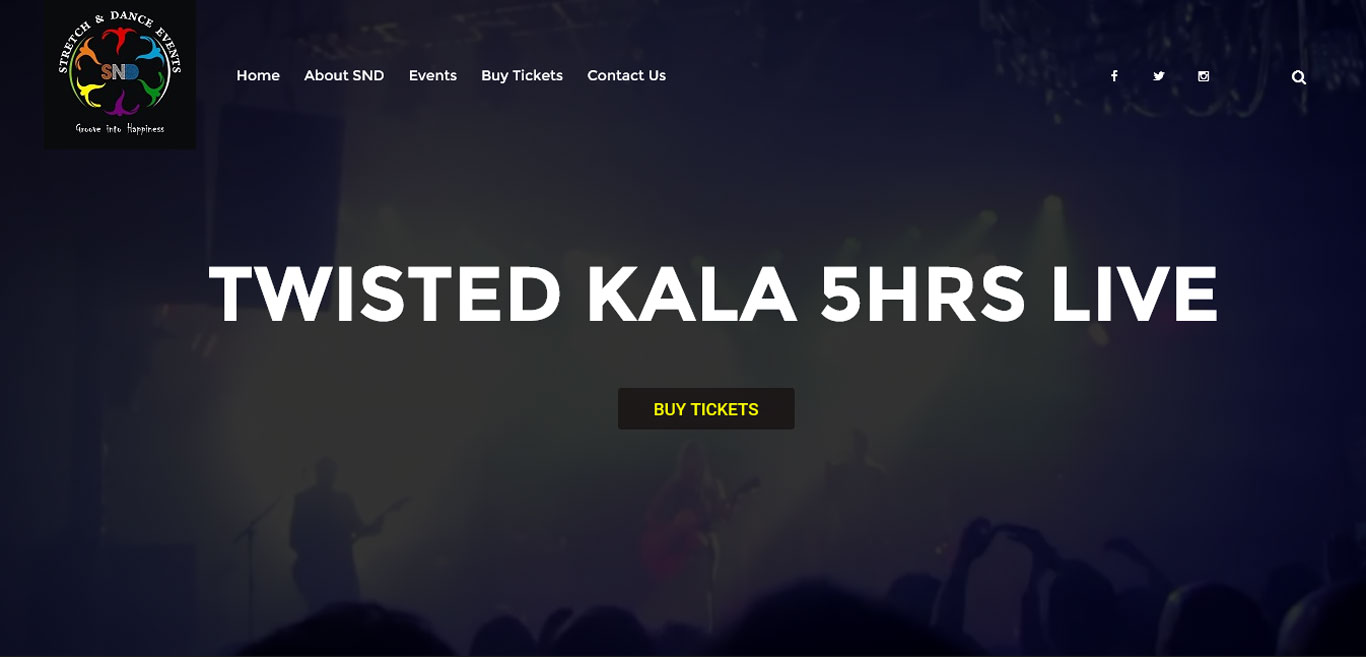 STRETCH & DANCE EVENTS
SND
Groove into Happiness
Home About SND Events Buy Tickets Contact Us
TWISTED KALA 5HRS LIVE
BUY TICKETS